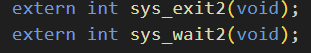 extern int sys_exit2(void);
extern int sys_wait2(void);